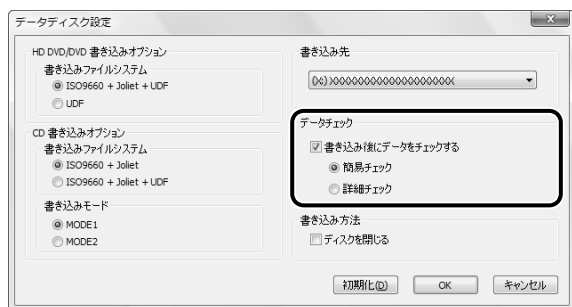 データディスク設定
HD DVD/DVD 書き込みオプション
書き込みファイルシステム
ISO9660 + Joliet + UDF
UDF
CD 書き込みオプション
書き込みファイルシステム
ISO9660 + Joliet
ISO9660 + Joliet + UDF
書き込みモード
MODE1
MODE2
書き込み先
データチェック
書き込み後にデータをチェックする
簡易チェック
詳細チェック
書き込み方法
ディスクを閉じる
初期化(D)
OK
キャンセル